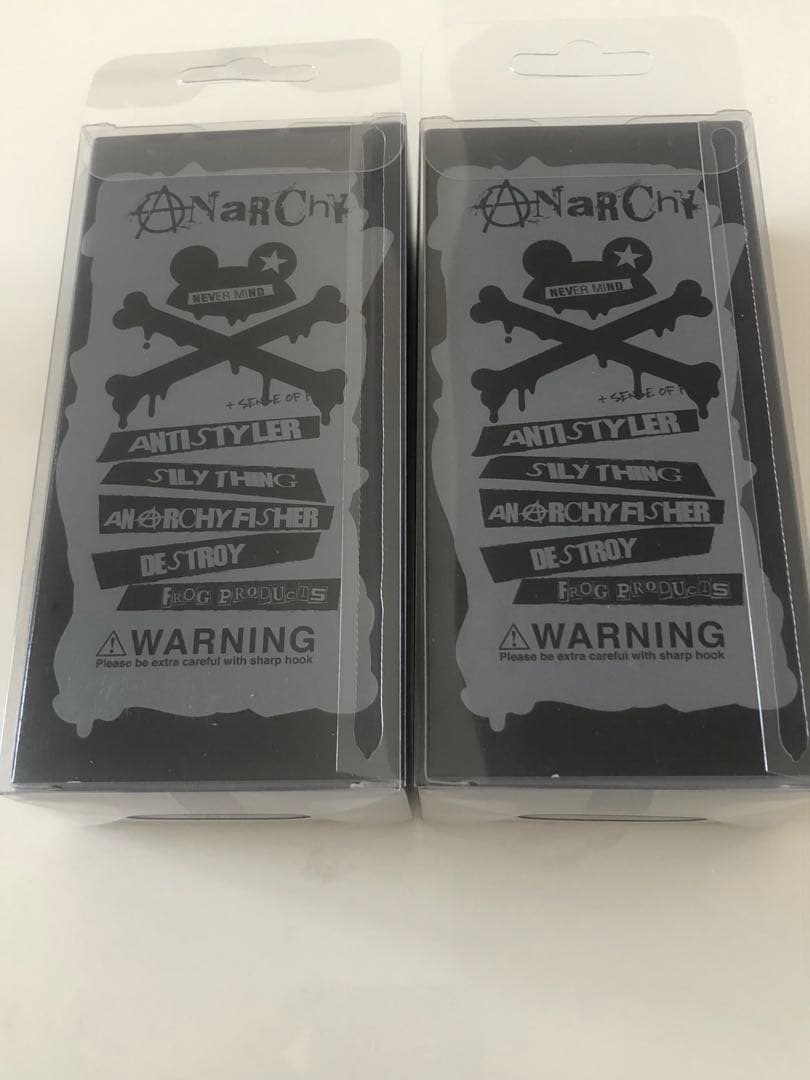 ANARCHY
NEVER MIND
+ SENSE OF
ANTISTYLER
SILY THING
ANARCHY FISHER
DESTROY
FROG PRODUCTS
WARNING
Please be extra careful with sharp hook
ANARCHY
NEVER MIND
+ SENSE OF
ANTISTYLER
SILY THING
ANARCHY FISHER
DESTROY
FROG PRODUCTS
WARNING
Please be extra careful with sharp hook